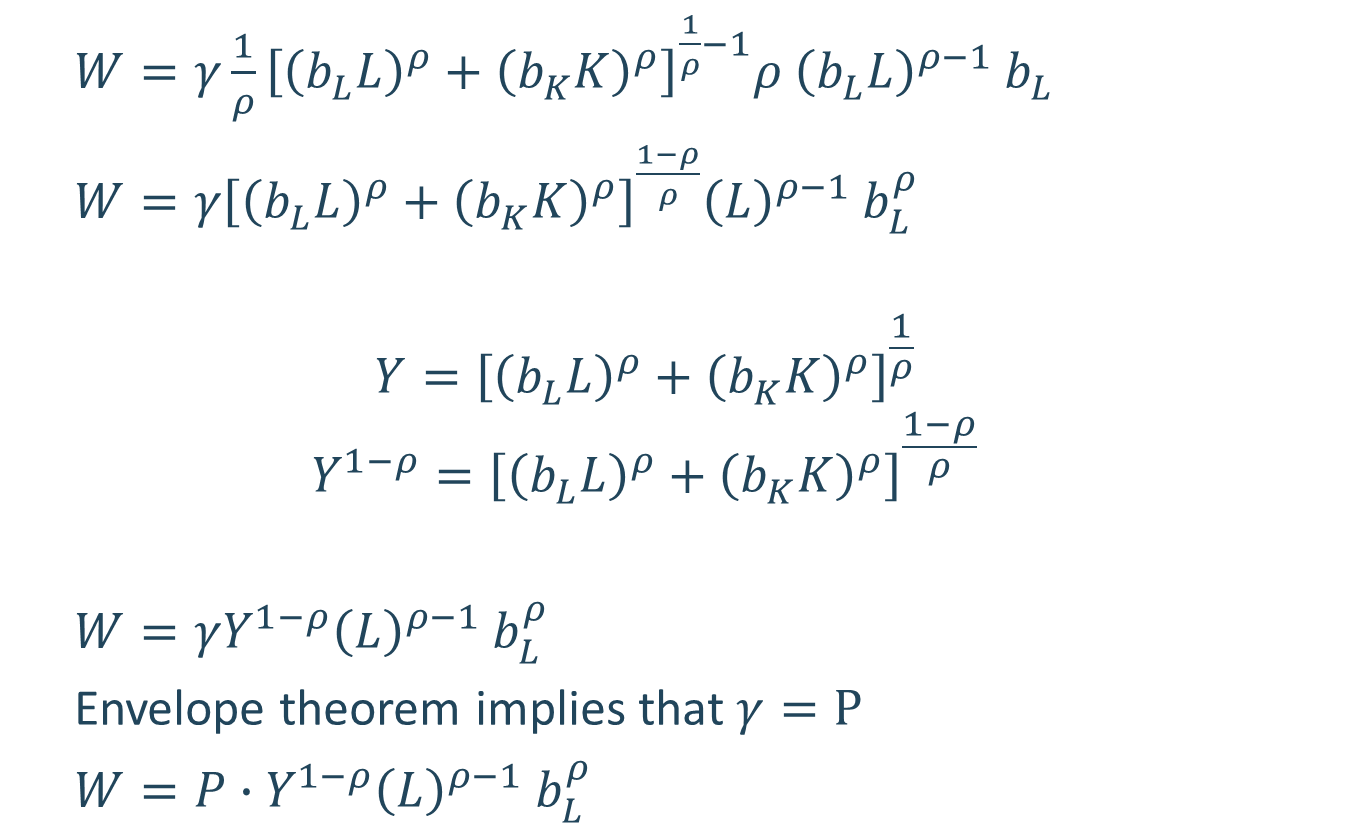 W = γ 1/ρ [(b_L L)^ρ + (b_K K)^ρ]^(1/ρ − 1) ρ (b_L L)^(ρ−1) b_L
W = γ[(b_L L)^ρ + (b_K K)^ρ]^((1−ρ)/ρ) (L)^(ρ−1) b_L^ρ
Y = [(b_L L)^ρ + (b_K K)^ρ]^(1/ρ)
Y^(1−ρ) = [(b_L L)^ρ + (b_K K)^ρ]^((1−ρ)/ρ)
W = γY^(1−ρ) (L)^(ρ−1) b_L^ρ
Envelope theorem implies that γ = P
W = P · Y^(1−ρ) (L)^(ρ−1) b_L^ρ